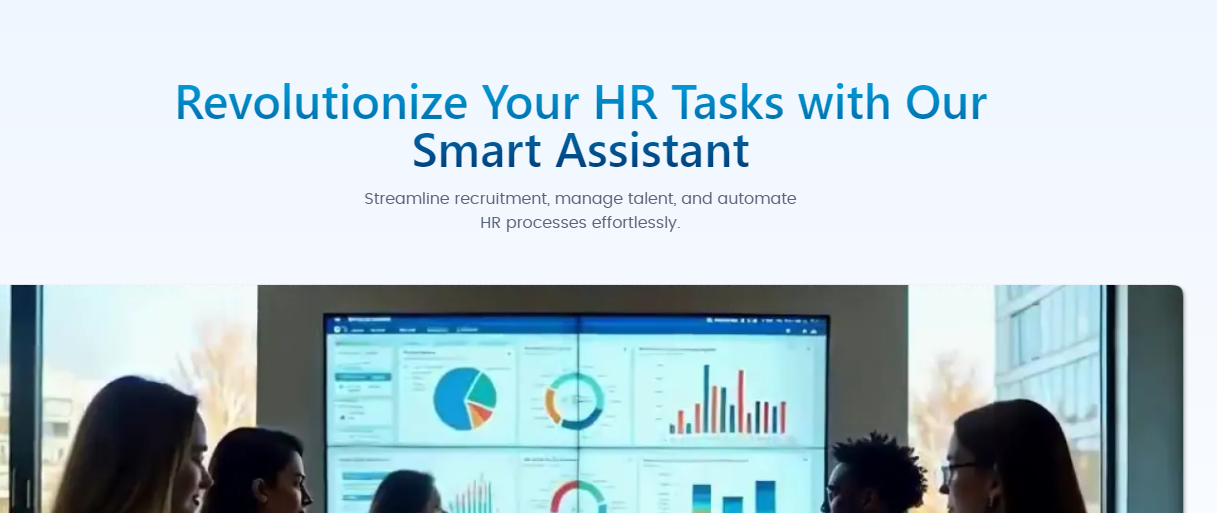 Revolutionize Your HR Tasks with Our
Smart Assistant
Streamline recruitment, manage talent, and automate
HR processes effortlessly.